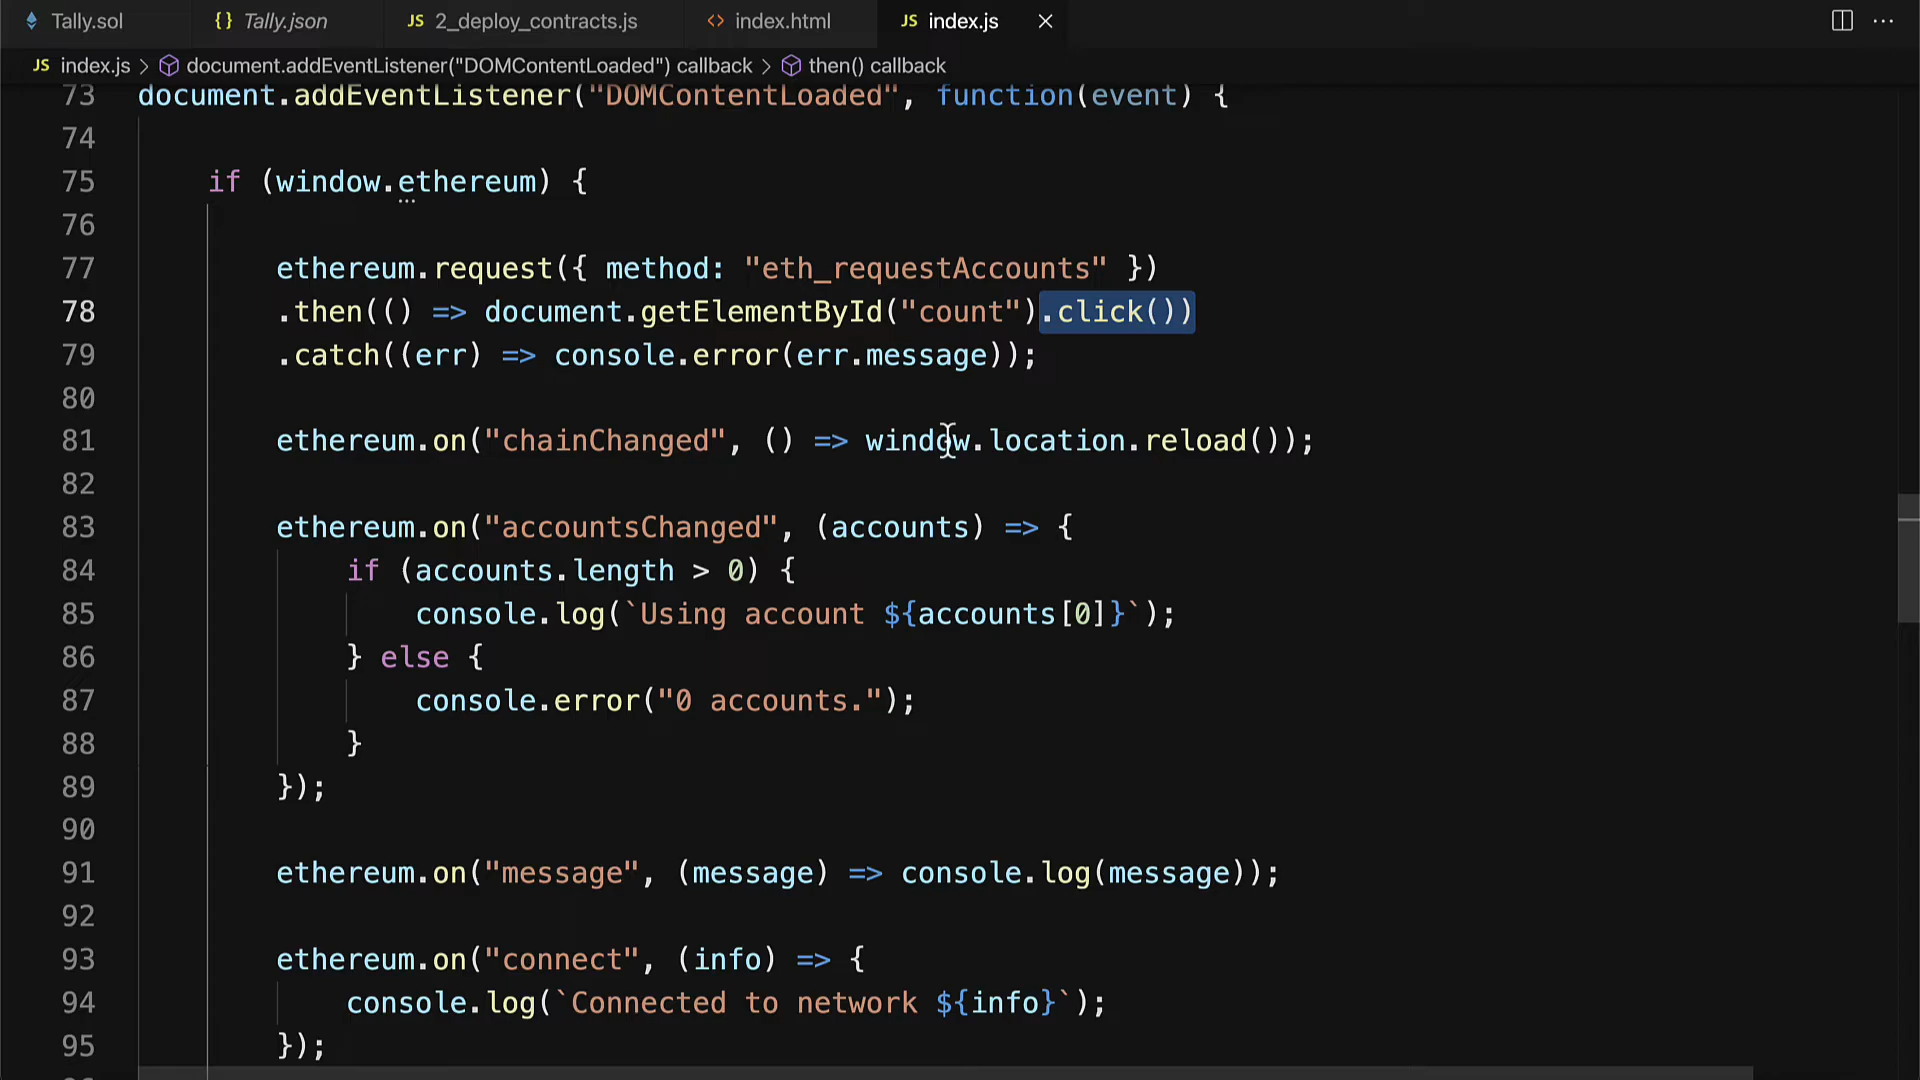 Tally.sol {} Tally.json JS 2_deploy_contracts.js <> index.html JS index.js
JS index.js > document.addEventListener("DOMContentLoaded") callback > then() callback
73 document.addEventListener("DOMContentLoaded", function(event) {
74
75 if (window.ethereum) {
76
77 ethereum.request({ method: "eth_requestAccounts" })
78 .then(() => document.getElementById("count").click())
79 .catch((err) => console.error(err.message));
80
81 ethereum.on("chainChanged", () => window.location.reload());
82
83 ethereum.on("accountsChanged", (accounts) => {
84 if (accounts.length > 0) {
85 console.log(`Using account ${accounts[0]}`);
86 } else {
87 console.error("0 accounts.");
88 }
89 });
90
91 ethereum.on("message", (message) => console.log(message));
92
93 ethereum.on("connect", (info) => {
94 console.log(`Connected to network ${info}`);
95 });